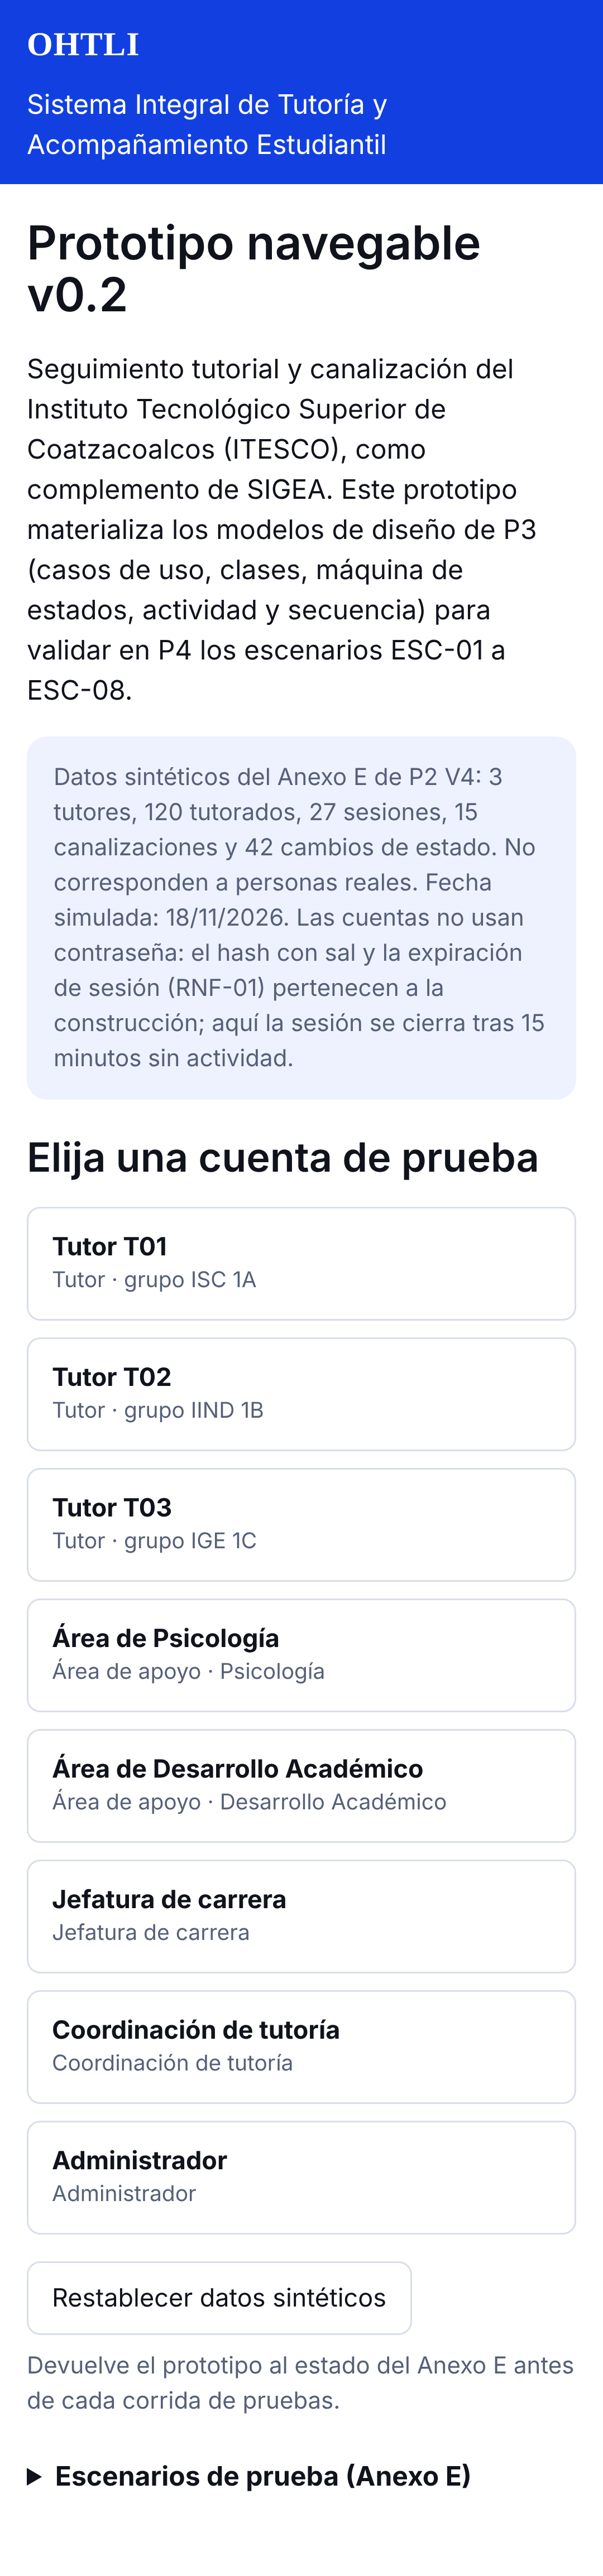 OHTLI
Sistema Integral de Tutoría y
Acompañamiento Estudiantil
Prototipo navegable
v0.2
Seguimiento tutorial y canalización del
Instituto Tecnológico Superior de
Coatzacoalcos (ITESCO), como
complemento de SIGEA. Este prototipo
materializa los modelos de diseño de P3
(casos de uso, clases, máquina de
estados, actividad y secuencia) para
validar en P4 los escenarios ESC-01 a
ESC-08.
Datos sintéticos del Anexo E de P2 V4: 3
tutores, 120 tutorados, 27 sesiones, 15
canalizaciones y 42 cambios de estado. No
corresponden a personas reales. Fecha
simulada: 18/11/2026. Las cuentas no usan
contraseña: el hash con sal y la expiración
de sesión (RNF-01) pertenecen a la
construcción; aquí la sesión se cierra tras 15
minutos sin actividad.
Elija una cuenta de prueba
Tutor T01
Tutor · grupo ISC 1A
Tutor T02
Tutor · grupo IIND 1B
Tutor T03
Tutor · grupo IGE 1C
Área de Psicología
Área de apoyo · Psicología
Área de Desarrollo Académico
Área de apoyo · Desarrollo Académico
Jefatura de carrera
Jefatura de carrera
Coordinación de tutoría
Coordinación de tutoría
Administrador
Administrador
Restablecer datos sintéticos
Devuelve el prototipo al estado del Anexo E antes
de cada corrida de pruebas.
Escenarios de prueba (Anexo E)